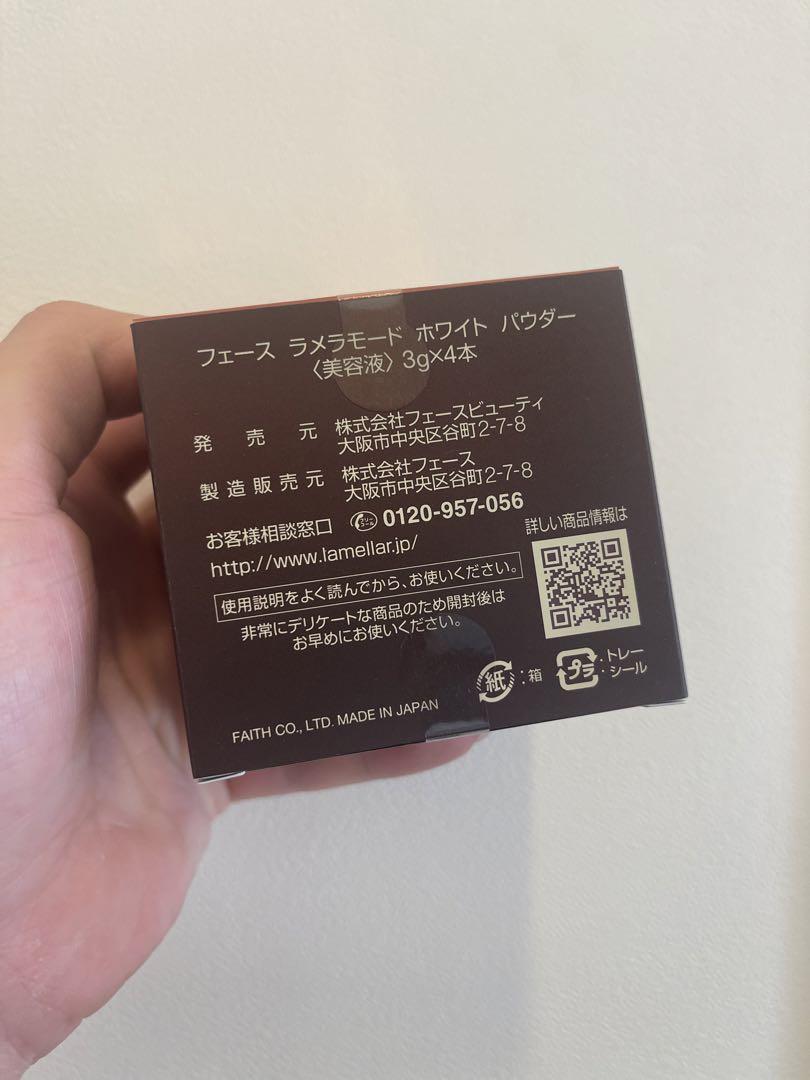 フェース ラメラモード ホワイト パウダー
〈美容液〉 3g×4本
発売元 株式会社フェースビューティ
大阪市中央区谷町2-7-8
製造販売元 株式会社フェース
大阪市中央区谷町2-7-8
お客様相談窓口 フリーコール 0120-957-056
http://www.lamellar.jp/
詳しい商品情報は
使用説明をよく読んでから、お使いください。
非常にデリケートな商品のため開封後は
お早めにお使いください。
紙：箱 プラ：トレー
シール
FAITH CO., LTD. MADE IN JAPAN